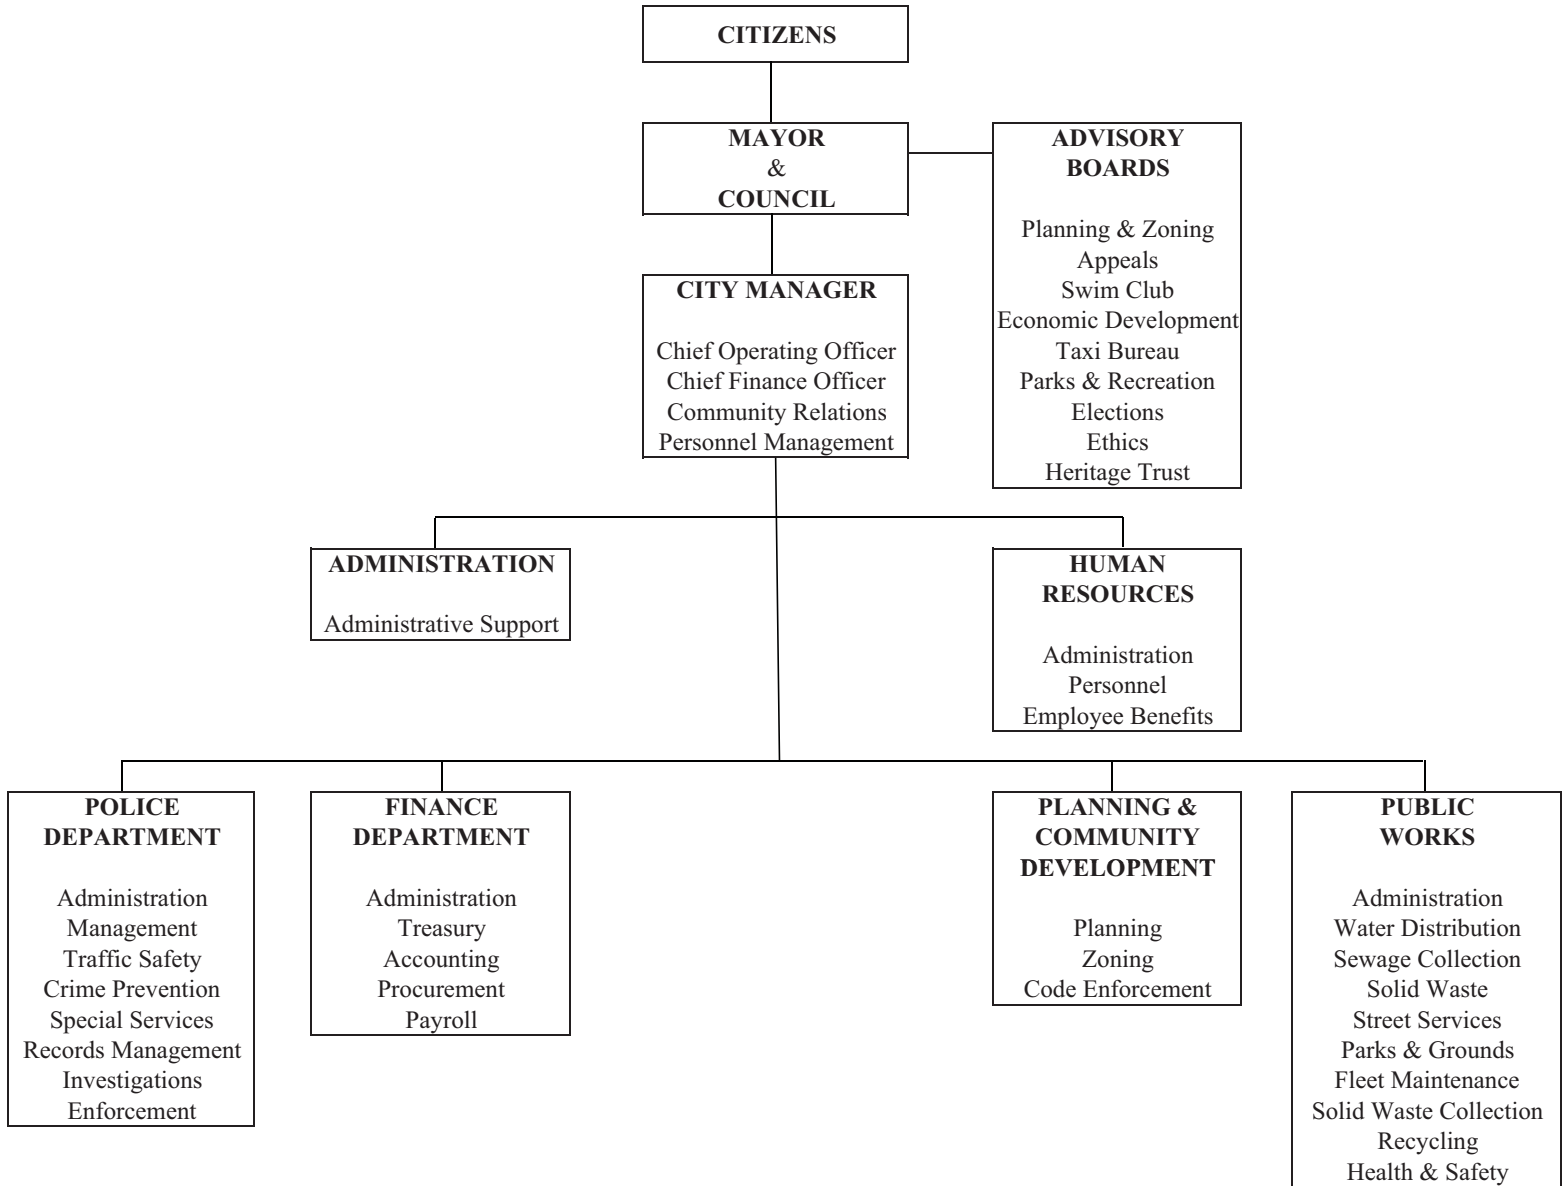 CITIZENS
MAYOR
&
COUNCIL
ADVISORY
BOARDS
Planning & Zoning
Appeals
Swim Club
Economic Development
Taxi Bureau
Parks & Recreation
Elections
Ethics
Heritage Trust
CITY MANAGER
Chief Operating Officer
Chief Finance Officer
Community Relations
Personnel Management
ADMINISTRATION
Administrative Support
HUMAN
RESOURCES
Administration
Personnel
Employee Benefits
POLICE
DEPARTMENT
Administration
Management
Traffic Safety
Crime Prevention
Special Services
Records Management
Investigations
Enforcement
FINANCE
DEPARTMENT
Administration
Treasury
Accounting
Procurement
Payroll
PLANNING &
COMMUNITY
DEVELOPMENT
Planning
Zoning
Code Enforcement
PUBLIC
WORKS
Administration
Water Distribution
Sewage Collection
Solid Waste
Street Services
Parks & Grounds
Fleet Maintenance
Solid Waste Collection
Recycling
Health & Safety